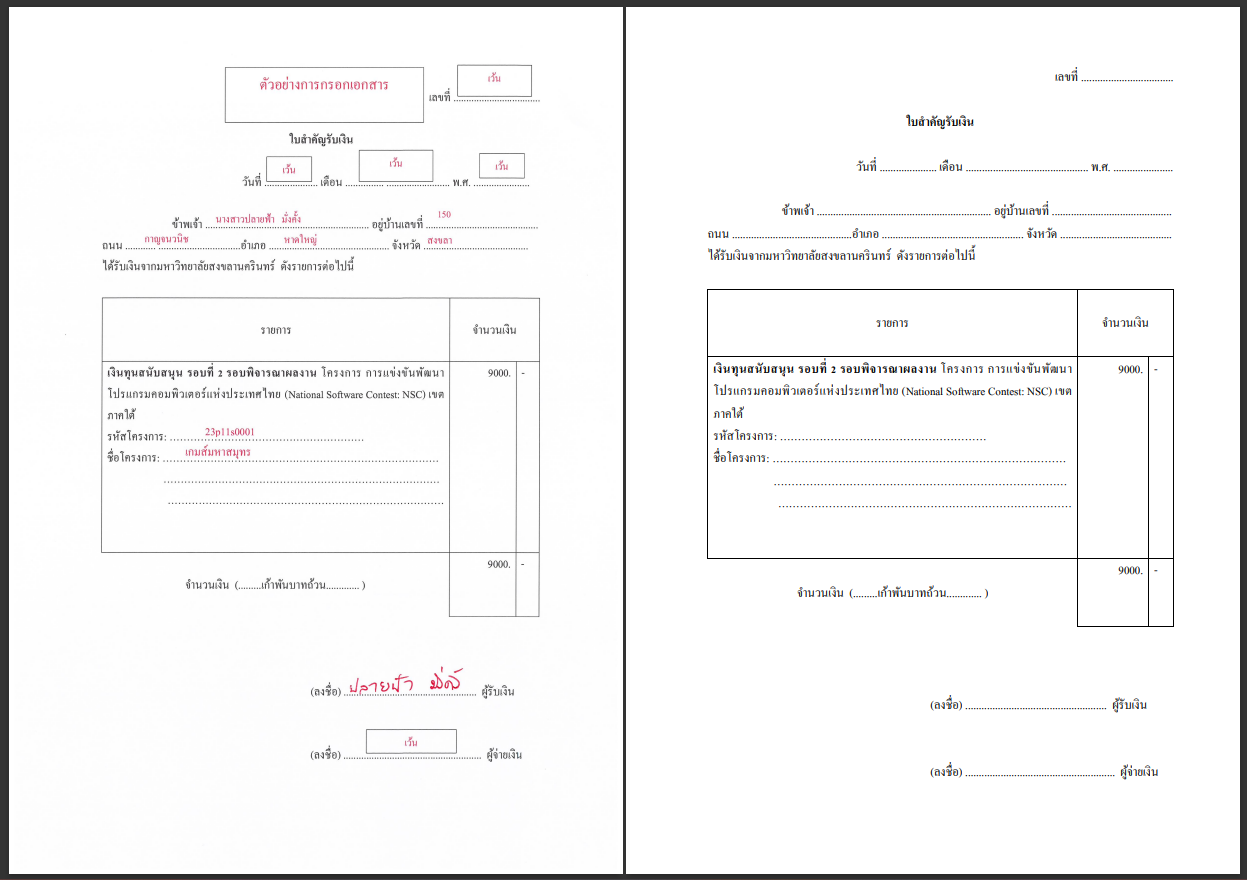 ตัวอย่างการกรอกเอกสาร
เว้น
เลขที่ ..............................
ใบสำคัญรับเงิน
เว้น เว้น เว้น
วันที่ .................... เดือน ........................................ พ.ศ. ......................
นางสาวปลายฟ้า มั่งคั้ง 150
ข้าพเจ้า ............................................................ อยู่บ้านเลขที่ ........................................
กาญจนวนิช หาดใหญ่ สงขลา
ถนน ..........................................อำเภอ .......................................... จังหวัด ........................................
ได้รับเงินจากมหาวิทยาลัยสงขลานครินทร์ ดังรายการต่อไปนี้
รายการ จำนวนเงิน
เงินทุนสนับสนุน รอบที่ 2 รอบพิจารณาผลงาน โครงการ การแข่งขันพัฒนา 9000. -
โปรแกรมคอมพิวเตอร์แห่งประเทศไทย (National Software Contest: NSC) เขต
ภาคใต้
รหัสโครงการ: ........23p11s0001........................
ชื่อโครงการ: ......เกมส์มหาสมุทร..............................................
..........................................................................
..........................................................................
9000. -
จำนวนเงิน (.........เก้าพันบาทถ้วน............. )
(ลงชื่อ) ปลายฟ้า ผู้รับเงิน
เว้น
(ลงชื่อ) .................................................. ผู้จ่ายเงิน
เลขที่ ..................................
ใบสำคัญรับเงิน
วันที่ ..................... เดือน ............................................. พ.ศ. ......................
ข้าพเจ้า ................................................................ อยู่บ้านเลขที่ ............................................
ถนน ............................................อำเภอ .................................................... จังหวัด .........................................
ได้รับเงินจากมหาวิทยาลัยสงขลานครินทร์ ดังรายการต่อไปนี้
รายการ จำนวนเงิน
เงินทุนสนับสนุน รอบที่ 2 รอบพิจารณาผลงาน โครงการ การแข่งขันพัฒนา 9000. -
โปรแกรมคอมพิวเตอร์แห่งประเทศไทย (National Software Contest: NSC) เขต
ภาคใต้
รหัสโครงการ: ......................................................
ชื่อโครงการ: ..............................................................................
..............................................................................
..............................................................................
9000. -
จำนวนเงิน (.........เก้าพันบาทถ้วน............. )
(ลงชื่อ) .................................................... ผู้รับเงิน
(ลงชื่อ) ....................................................... ผู้จ่ายเงิน